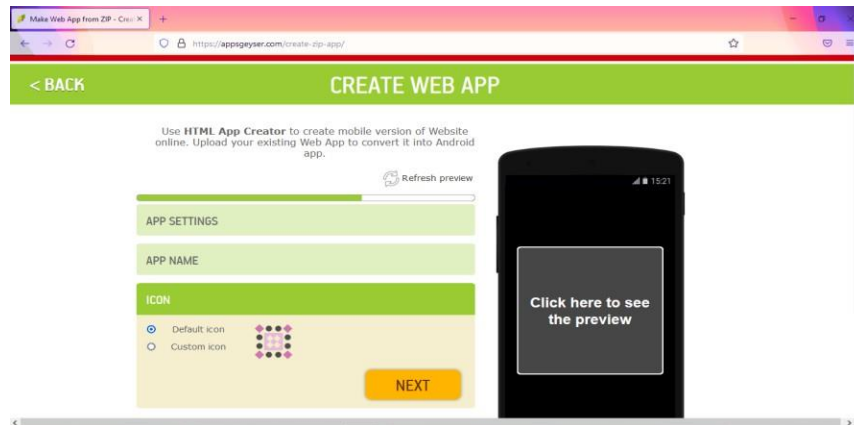 Make Web App from ZIP - Crea
https://appsgeyser.com/create-zip-app/
< BACK
CREATE WEB APP
Use HTML App Creator to create mobile version of Website
online. Upload your existing Web App to convert it into Android
app.
Refresh preview
15:21
APP SETTINGS
APP NAME
ICON
Default icon
Custom icon
NEXT
Click here to see
the preview